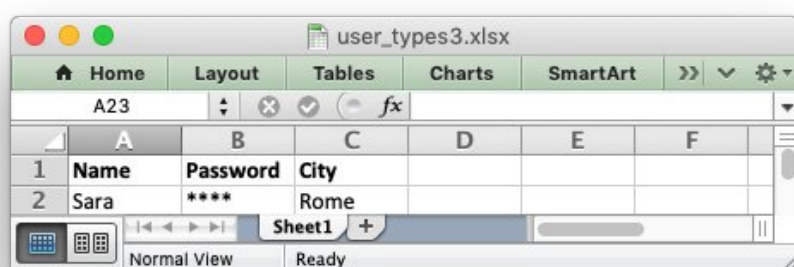 user_types3.xlsx
Home Layout Tables Charts SmartArt
A23 fx
A B C D E F
1 Name Password City
2 Sara **** Rome
Sheet1 +
Normal View Ready